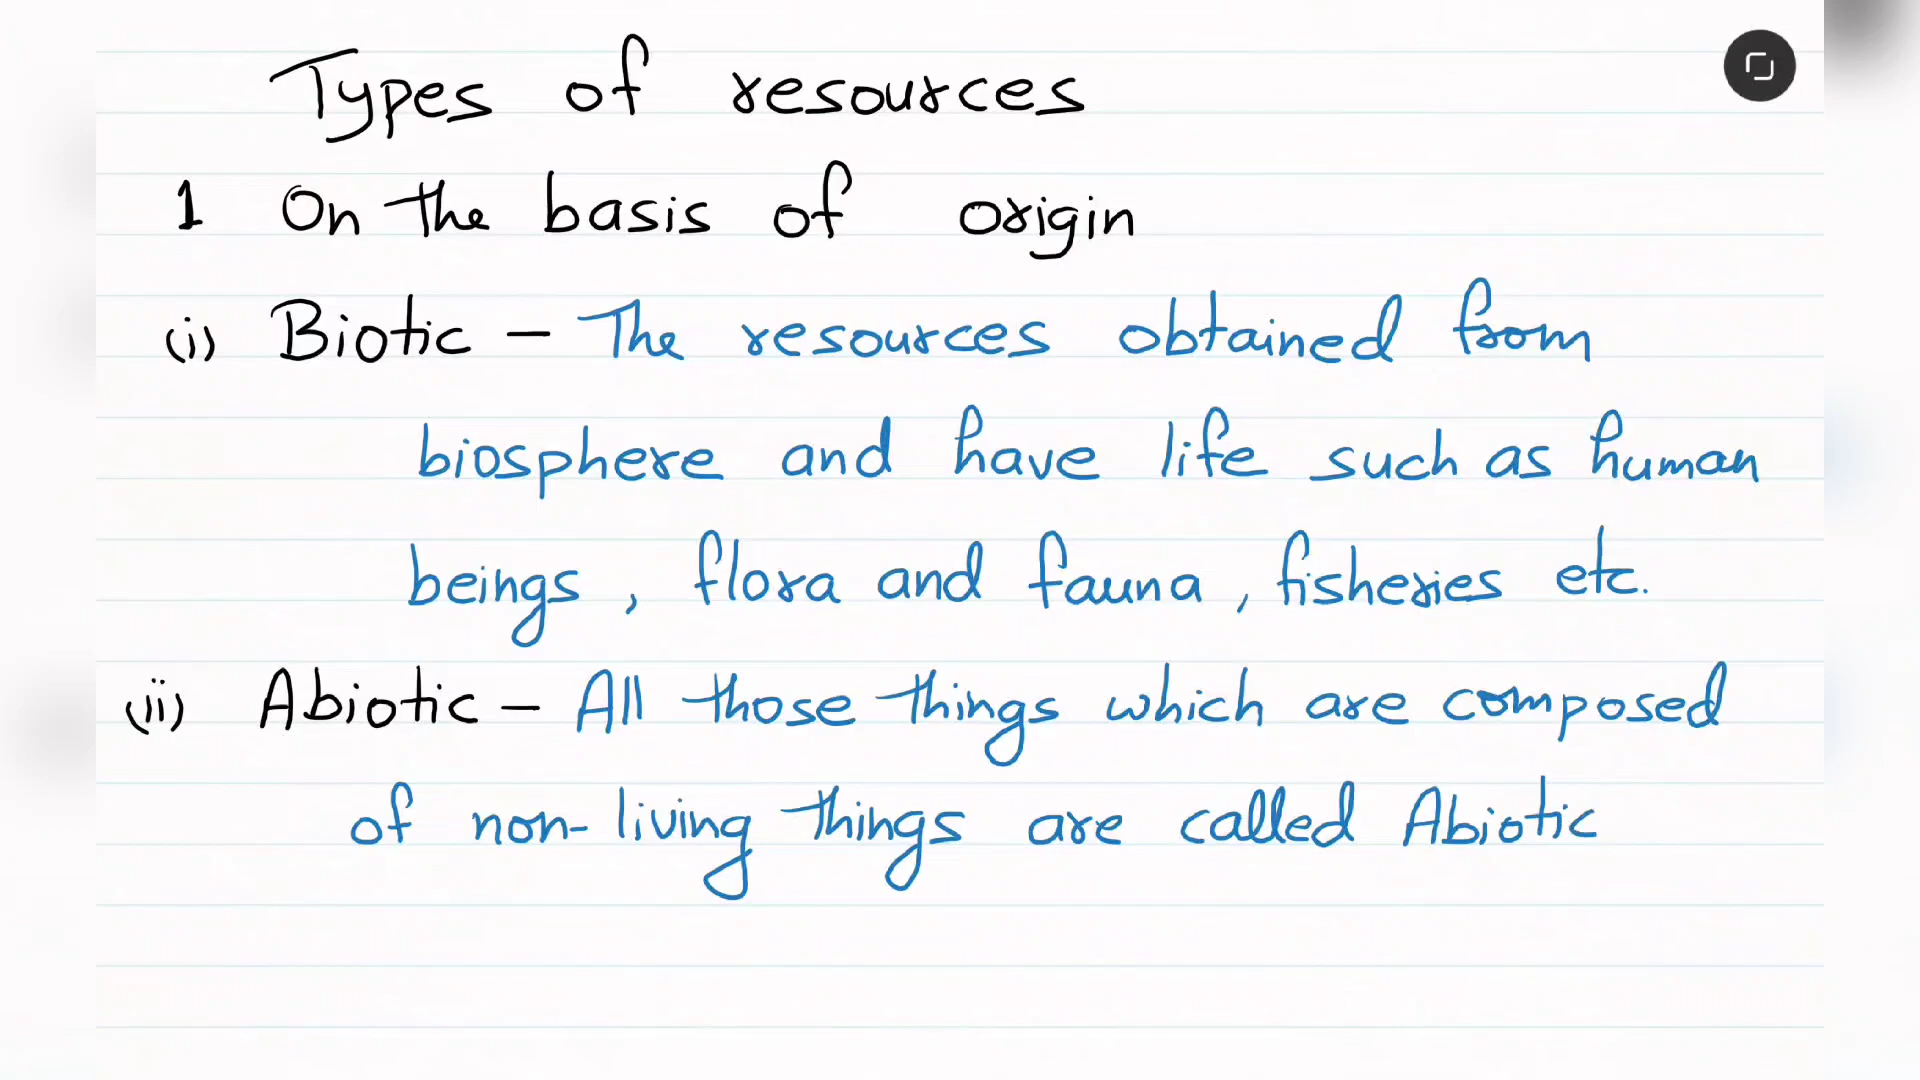 Types of resources
1 On the basis of origin
(i) Biotic – The resources obtained from
biosphere and have life such as human
beings, flora and fauna, fisheries etc.
(ii) Abiotic – All those things which are composed
of non-living things are called Abiotic